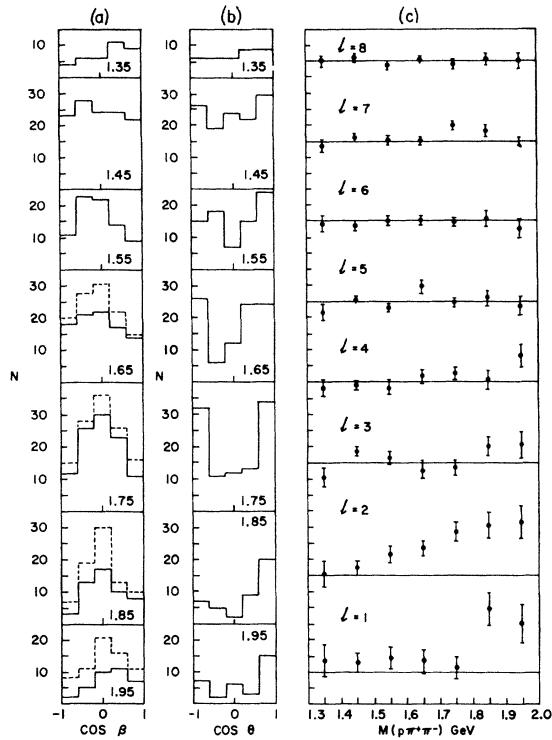 (a) (b) (c)
10
1.35
30
20
10
1.45
20
10
1.55
30
20
10
1.65
N
30
20
10
1.75
30
20
10
1.85
20
10
1.95
-1 0 1
COS β
10
1.35
30
20
10
1.45
20
10
1.55
30
20
10
1.65
N
30
20
10
1.75
1.85
20
10
1.95
20
10
-1 0 1
COS θ
l = 8
l = 7
l = 6
l = 5
l = 4
l = 3
l = 2
l = 1
1.3 1.4 1.5 1.6 1.7 1.8 1.9 2.0
M(pπ⁺π⁻) GeV